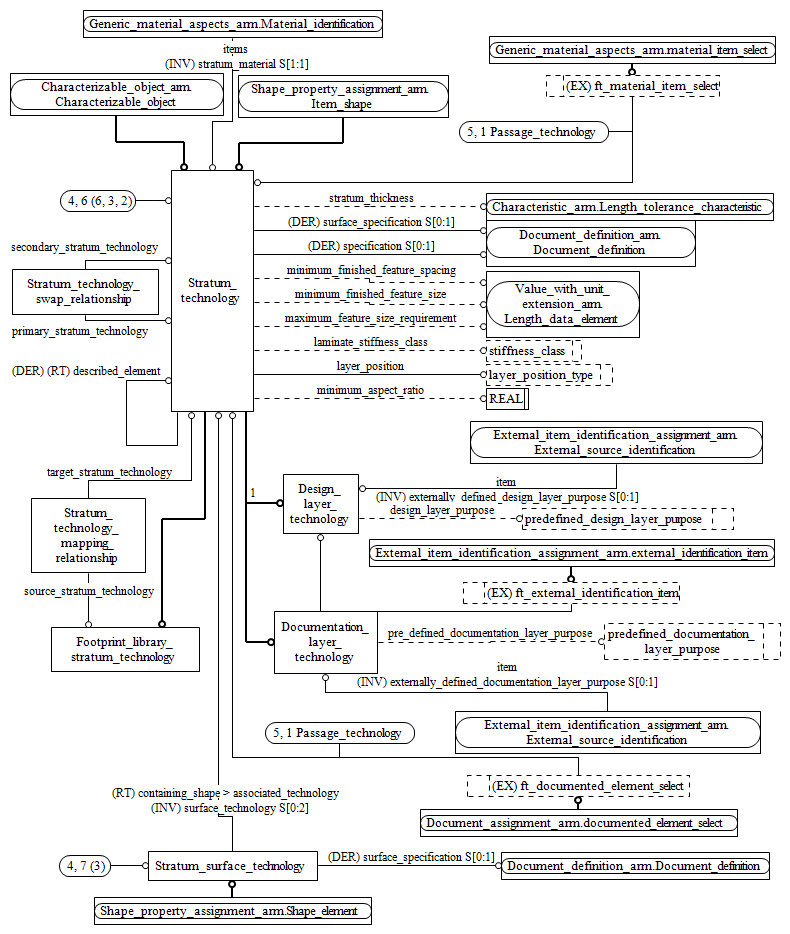 Generic_material_aspects_arm.Material_identification
items
(INV) stratum_material S[1:1]
Generic_material_aspects_arm.material_item_select
(EX) ft_material_item_select
Characterizable_object_arm.
Characterizable_object
Shape_property_assignment_arm.
Item_shape
5, 1 Passage_technology
4, 6 (6, 3, 2)
stratum_thickness
Characteristic_arm.Length_tolerance_characteristic
(DER) surface_specification S[0:1]
(DER) specification S[0:1]
Document_definition_arm.
Document_definition
secondary_stratum_technology
Stratum_technology_
swap_relationship
primary_stratum_technology
Stratum_
technology
minimum_finished_feature_spacing
minimum_finished_feature_size
maximum_feature_size_requirement
Value_with_unit_
extension_arm.
Length_data_element
laminate_stiffness_class
stiffness_class
(DER) (RT) described_element
layer_position
layer_position_type
minimum_aspect_ratio
REAL
External_item_identification_assignment_arm.
External_source_identification
target_stratum_technology
1
Design_
layer_
technology
item
(INV) externally_defined_design_layer_purpose S[0:1]
design_layer_purpose
predefined_design_layer_purpose
Stratum_
technology_
mapping_
relationship
External_item_identification_assignment_arm.external_identification_item
(EX) ft_external_identification_item
source_stratum_technology
Footprint_library_
stratum_technology
Documentation_
layer_
technology
pre_defined_documentation_layer_purpose
predefined_documentation_
layer_purpose
item
(INV) externally_defined_documentation_layer_purpose S[0:1]
External_item_identification_assignment_arm.
External_source_identification
5, 1 Passage_technology
(EX) ft_documented_element_select
(RT) containing_shape > associated_technology
(INV) surface_technology S[0:2]
Document_assignment_arm.documented_element_select
4, 7 (3)
Stratum_surface_technology
(DER) surface_specification S[0:1]
Document_definition_arm.Document_definition
Shape_property_assignment_arm.Shape_element